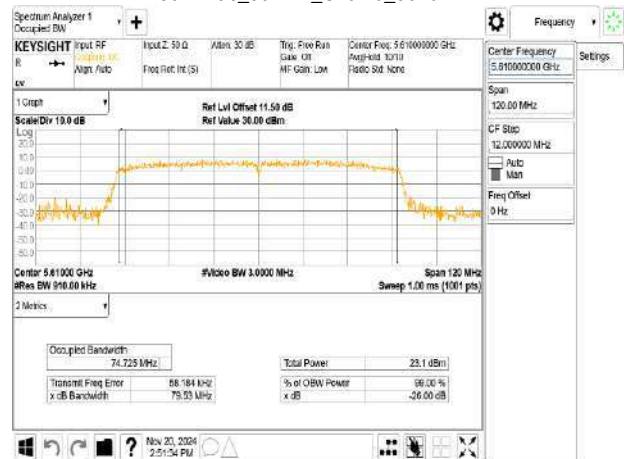 Spectrum Analyzer 1
Occupied BW
Frequency
KEYSIGHT
Input: RF
Input Z: 50 Ω
Atten: 30 dB
Trig: Free Run
Center Freq: 5.610000000 GHz
R
Gate: Off
Avg|Hold: 10/10
Align: Auto
Freq Ref: Int (S)
#IF Gain: Low
Radio Std: None
Center Frequency
5.610000000 GHz
Settings
Span
120.00 MHz
CF Step
12.000000 MHz
Auto
Man
Freq Offset
0 Hz
1 Graph
Ref Lvl Offset 11.50 dB
Scale/Div 10.0 dB
Ref Value 30.00 dBm
Log
20.0
10.0
0.00
-10.0
-20.0
-30.0
-40.0
-50.0
Center 5.61000 GHz
#Video BW 3.0000 MHz
Span 120 MHz
#Res BW 910.00 kHz
Sweep 1.00 ms (1001 pts)
2 Metrics
Occupied Bandwidth
74.725 MHz
Total Power
23.1 dBm
Transmit Freq Error
58.184 kHz
% of OBW Power
99.00 %
x dB Bandwidth
79.53 MHz
x dB
-26.00 dB
?
Nov 20, 2024
2:51:34 PM